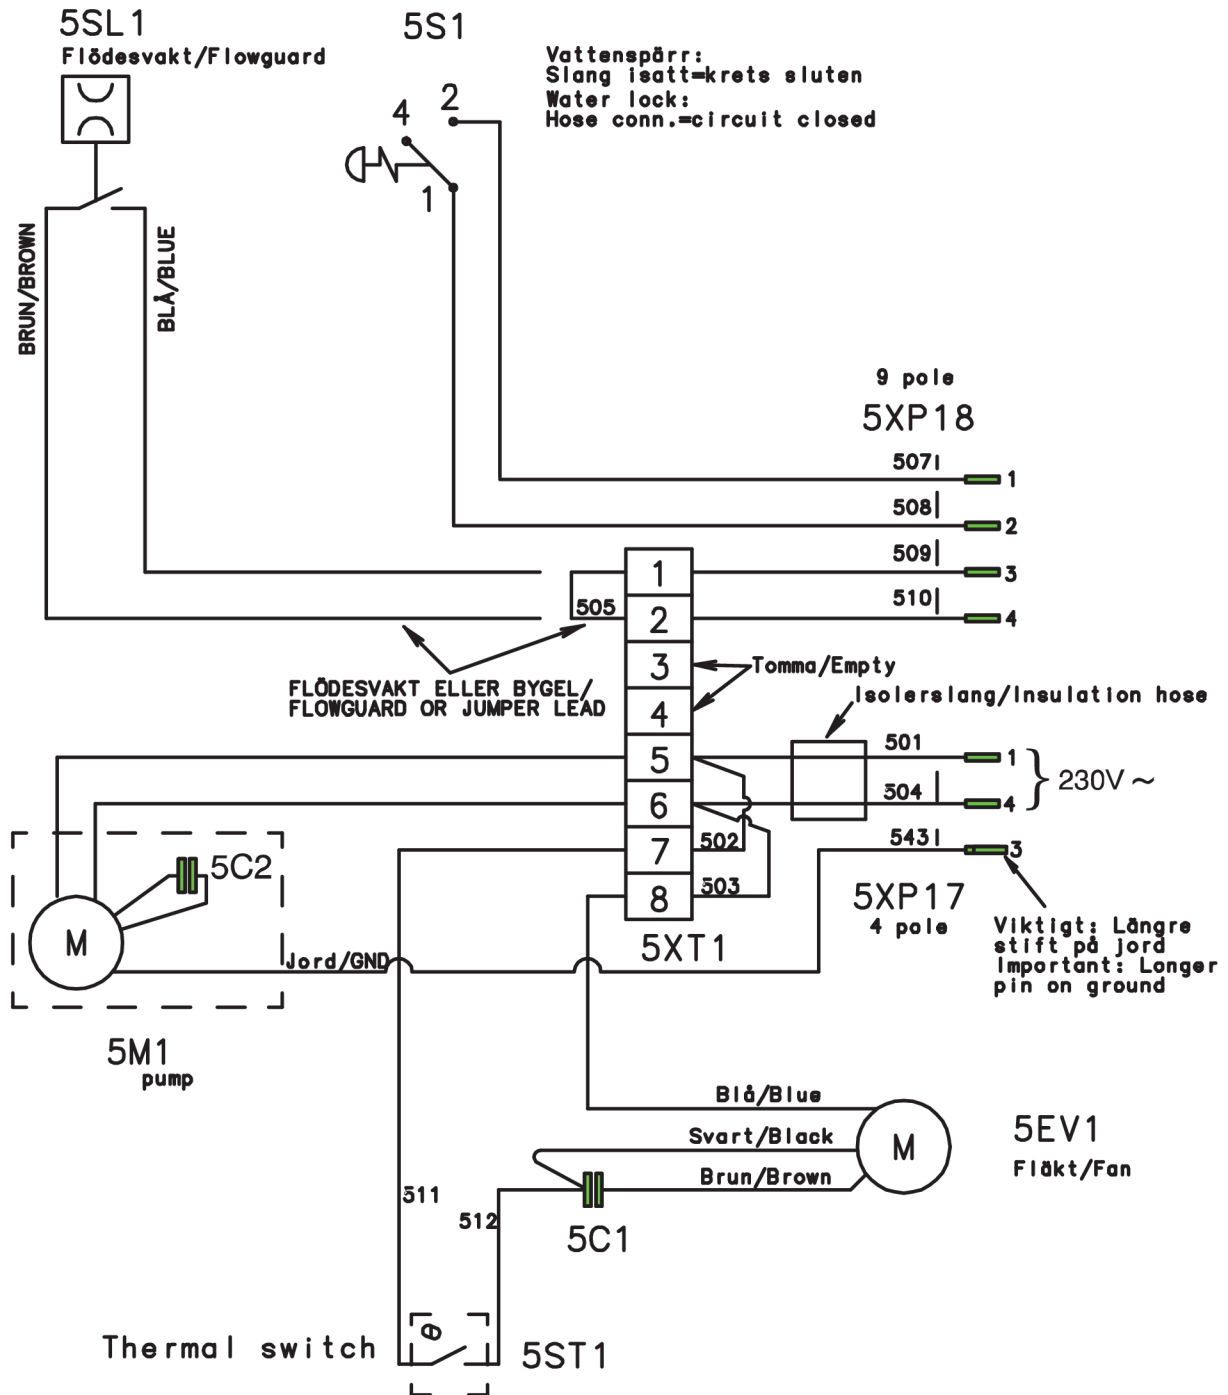 5SL1
Flödesvakt/Flowguard
5S1
Vattenspärr:
Slang isatt=krets sluten
Water lock:
Hose conn.=circuit closed
4
2
1
BRUN/BROWN
BLÅ/BLUE
9 pole
5XP18
507
1
508
2
509
3
510
4
505
1
2
3
4
5
6
7
8
5XT1
Tomma/Empty
Isolerslang/Insulation hose
FLÖDESVAKT ELLER BYGEL/
FLOWGUARD OR JUMPER LEAD
501
1
504
4
230V ~
502
503
543
3
5XP17
4 pole
Viktigt: Längre
stift på jord
Important: Longer
pin on ground
5C2
M
Jord/GND
5M1
pump
Blå/Blue
Svart/Black
Brun/Brown
M
5EV1
Fläkt/Fan
511
512
5C1
θ
Thermal switch
5ST1